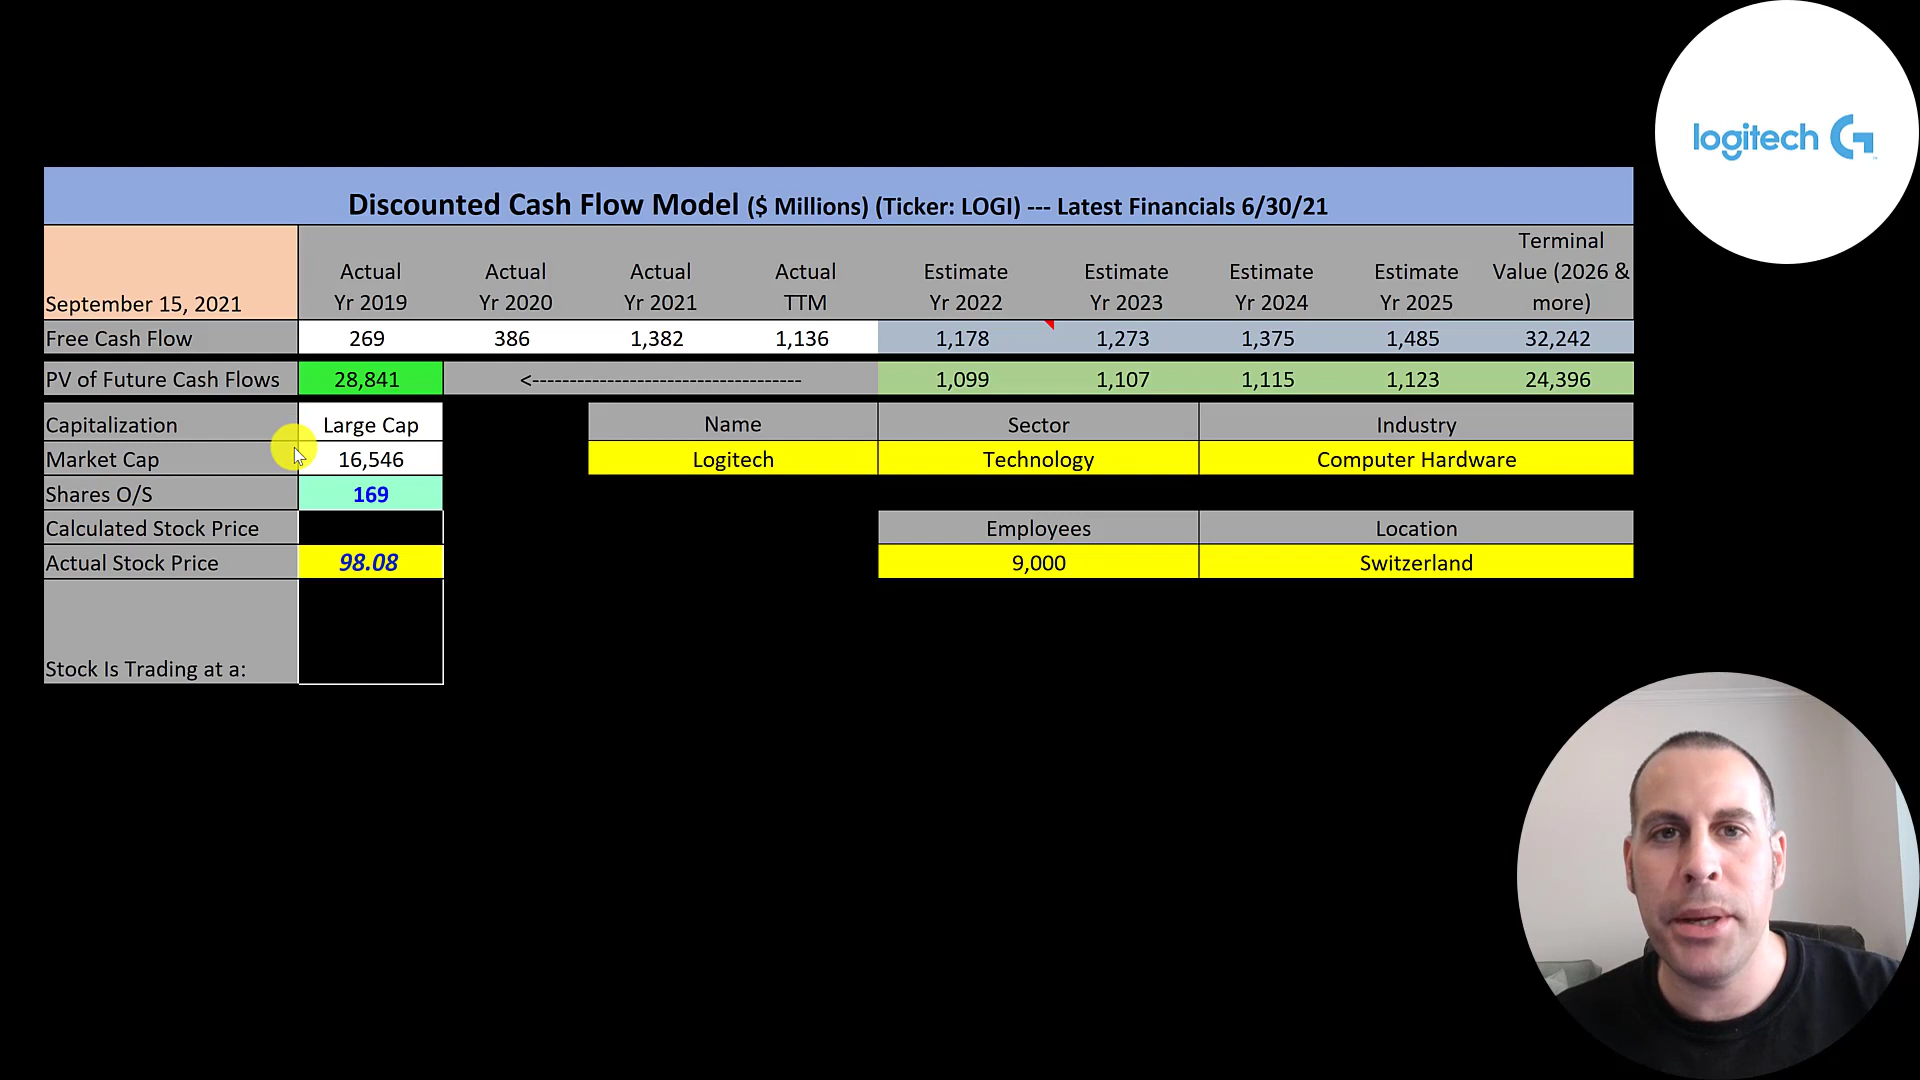 logitech G
Discounted Cash Flow Model ($ Millions) (Ticker: LOGI) --- Latest Financials 6/30/21
September 15, 2021 Actual Yr 2019 Actual Yr 2020 Actual Yr 2021 Actual TTM Estimate Yr 2022 Estimate Yr 2023 Estimate Yr 2024 Estimate Yr 2025 Terminal Value (2026 & more)
Free Cash Flow 269 386 1,382 1,136 1,178 1,273 1,375 1,485 32,242
PV of Future Cash Flows 28,841 <------------------------------------ 1,099 1,107 1,115 1,123 24,396
Capitalization Large Cap Name Sector Industry
Market Cap 16,546 Logitech Technology Computer Hardware
Shares O/S 169
Calculated Stock Price Employees Location
Actual Stock Price 98.08 9,000 Switzerland
Stock Is Trading at a: